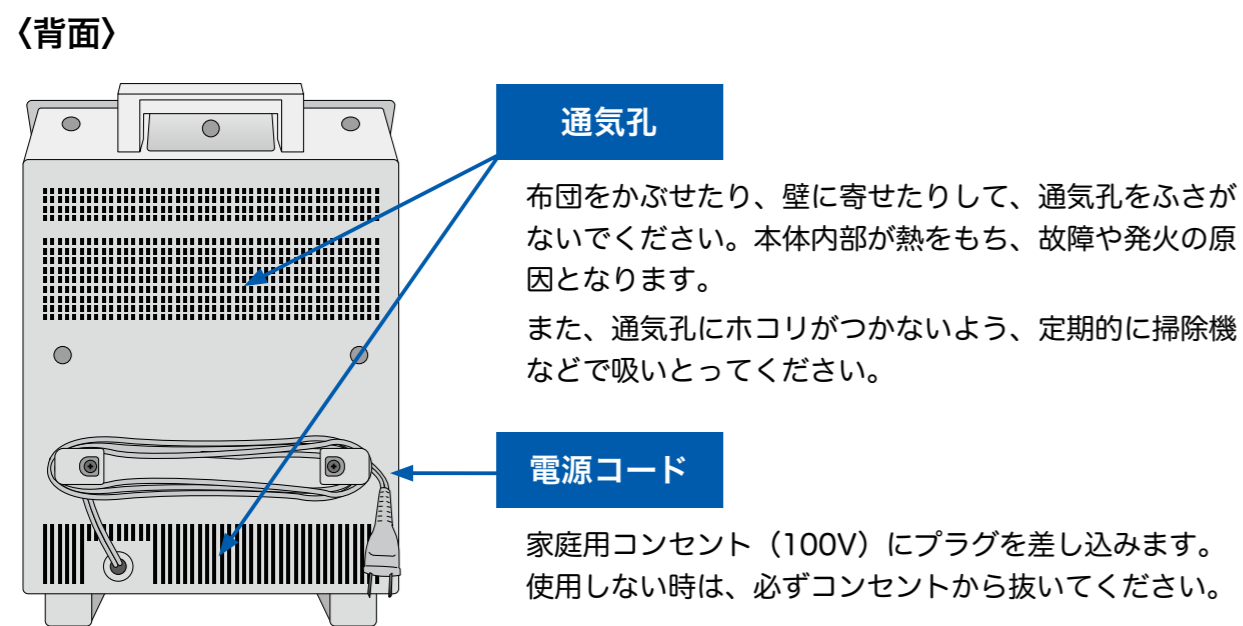 〈背面〉
通気孔
布団をかぶせたり、壁に寄せたりして、通気孔をふさが
ないでください。本体内部が熱をもち、故障や発火の原
因となります。
また、通気孔にホコリがつかないよう、定期的に掃除機
などで吸いとってください。
電源コード
家庭用コンセント（100V）にプラグを差し込みます。
使用しない時は、必ずコンセントから抜いてください。